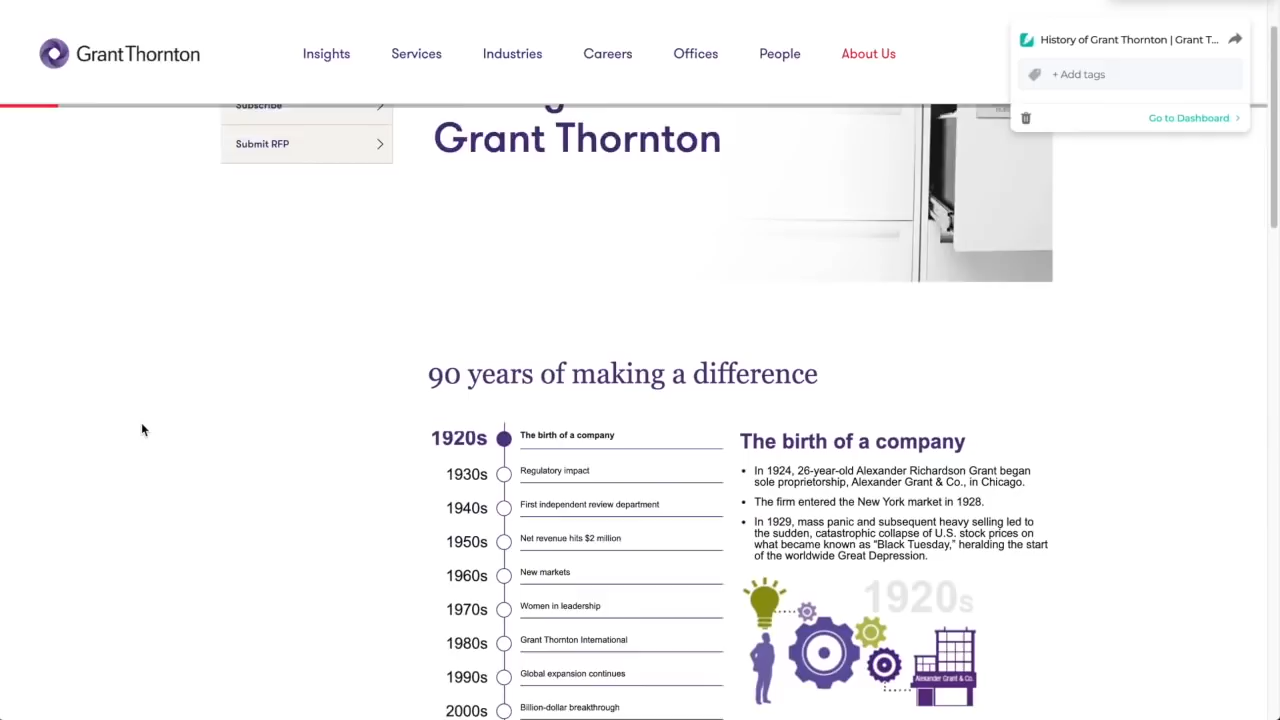 Grant Thornton
Insights
Services
Industries
Careers
Offices
People
About Us
History of Grant Thornton | Grant T...
+ Add tags
Go to Dashboard
Subscribe
Submit RFP
Grant Thornton
90 years of making a difference
1920s
The birth of a company
1930s
Regulatory impact
1940s
First independent review department
1950s
Net revenue hits $2 million
1960s
New markets
1970s
Women in leadership
1980s
Grant Thornton International
1990s
Global expansion continues
2000s
Billion-dollar breakthrough
The birth of a company
• In 1924, 26-year-old Alexander Richardson Grant began
sole proprietorship, Alexander Grant & Co., in Chicago.
• The firm entered the New York market in 1928.
• In 1929, mass panic and subsequent heavy selling led to
the sudden, catastrophic collapse of U.S. stock prices on
what became known as “Black Tuesday,” heralding the start
of the worldwide Great Depression.
1920s
Alexander Grant & Co.